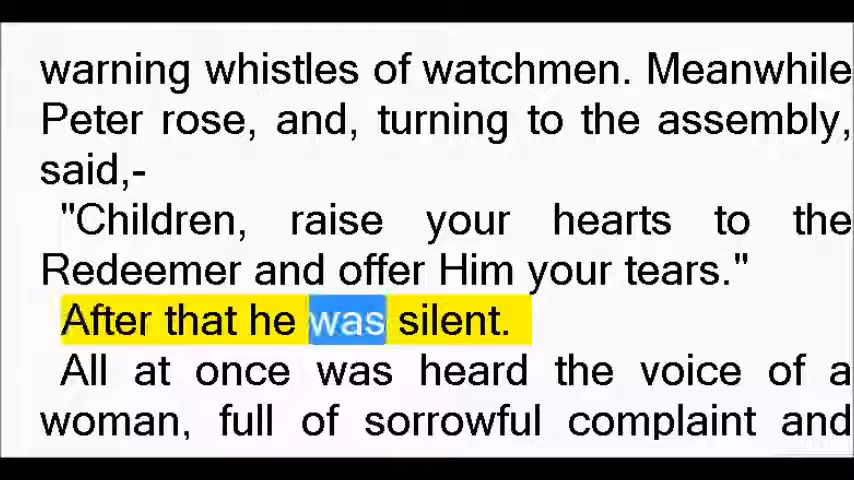 warning whistles of watchmen. Meanwhile
Peter rose, and, turning to the assembly,
said,-
"Children, raise your hearts to the
Redeemer and offer Him your tears."
After that he was silent.
All at once was heard the voice of a
woman, full of sorrowful complaint and